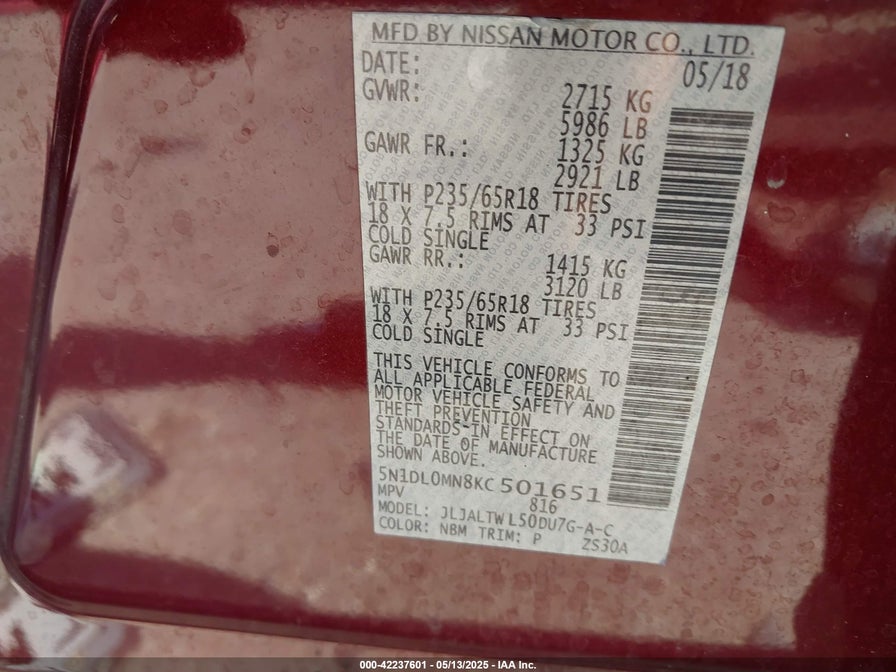 MFD BY NISSAN MOTOR CO., LTD.
DATE: 05/18
GVWR: 2715 KG
5986 LB
GAWR FR.: 1325 KG
2921 LB
WITH P235/65R18 TIRES
18 X 7.5 RIMS AT 33 PSI
COLD SINGLE
GAWR RR.: 1415 KG
3120 LB
WITH P235/65R18 TIRES
18 X 7.5 RIMS AT 33 PSI
COLD SINGLE
THIS VEHICLE CONFORMS TO
ALL APPLICABLE FEDERAL
MOTOR VEHICLE SAFETY AND
THEFT PREVENTION
STANDARDS IN EFFECT ON
THE DATE OF MANUFACTURE
SHOWN ABOVE.
5N1DL0MN8KC501651
MPV 816
MODEL: JLJALTWL50DU7G-A-C
COLOR: NBM TRIM: P ZS30A
000-42237601 - 05/13/2025 - IAA Inc.